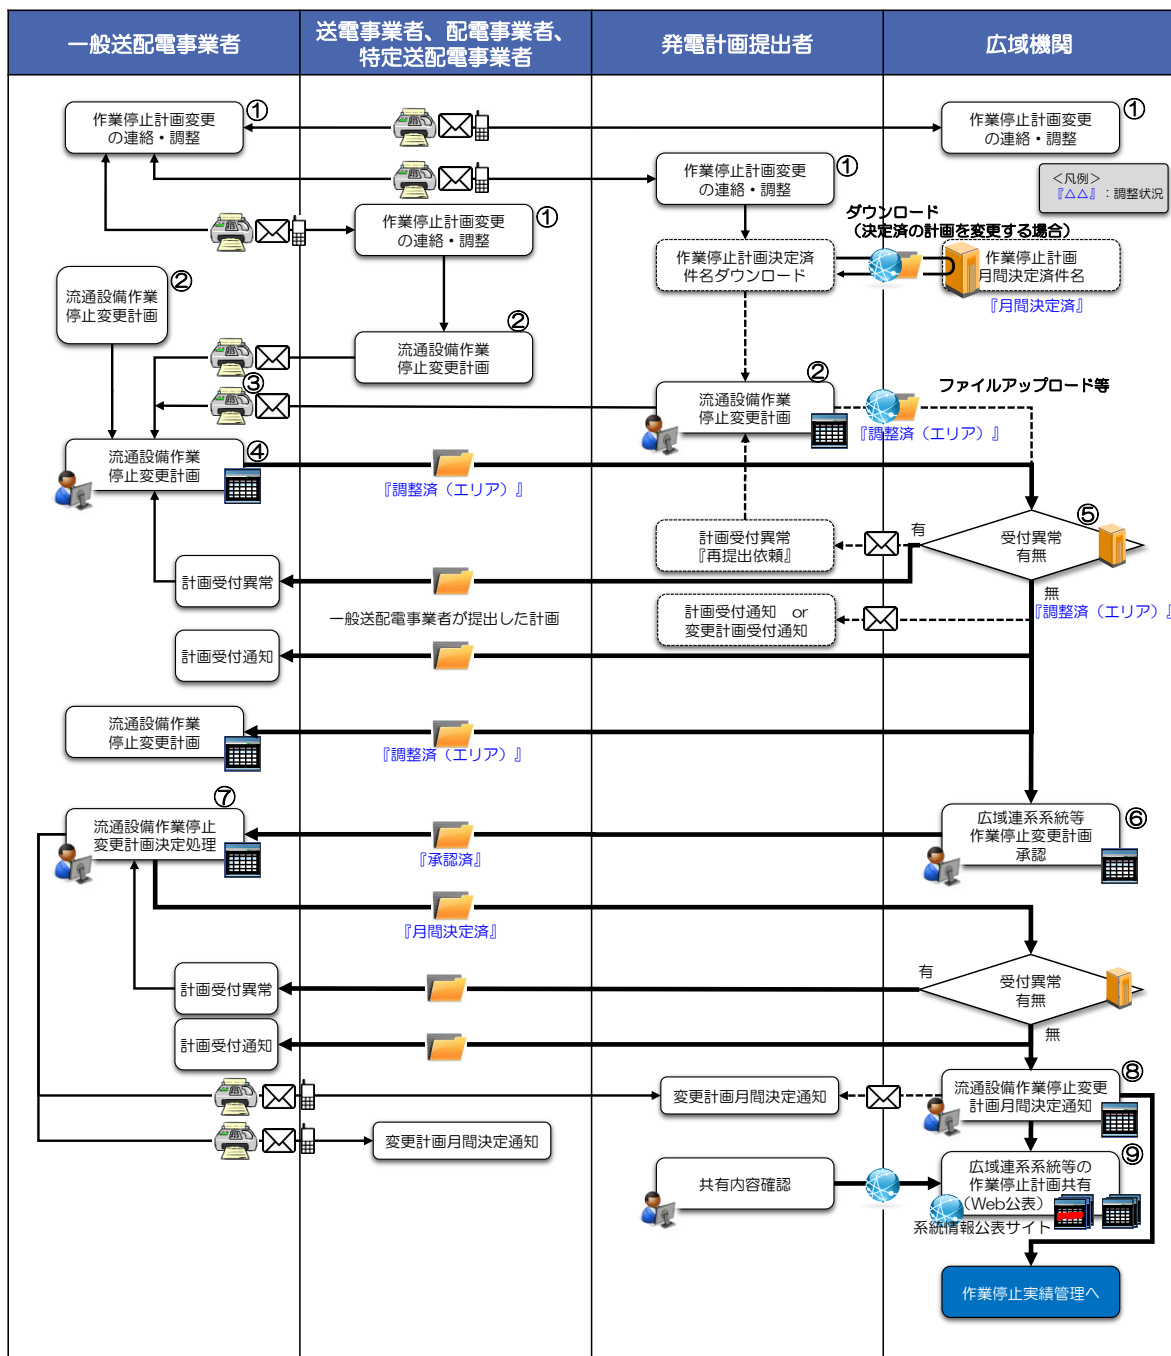 一般送配電事業者
送電事業者、配電事業者、
特定送配電事業者
発電計画提出者
広域機関
作業停止計画変更
の連絡・調整
①
作業停止計画変更
の連絡・調整
①
作業停止計画変更
の連絡・調整
①
<凡例>
『△△』：調整状況
作業停止計画変更
の連絡・調整
①
ダウンロード
（決定済の計画を変更する場合）
作業停止計画決定済
件名ダウンロード
作業停止計画
月間決定済件名
『月間決定済』
②
流通設備作業
停止変更計画
②
流通設備作業
停止変更計画
③
②
流通設備作業
停止変更計画
ファイルアップロード等
『調整済（エリア）』
④
流通設備作業
停止変更計画
『調整済（エリア）』
⑤
受付異常
有無
有
無
計画受付異常
『再提出依頼』
計画受付異常
一般送配電事業者が提出した計画
計画受付通知　or
変更計画受付通知
『調整済（エリア）』
計画受付通知
流通設備作業
停止変更計画
『調整済（エリア）』
⑦
流通設備作業停止
変更計画決定処理
『承認済』
⑥
広域連系系統等
作業停止変更計画
承認
『月間決定済』
有
受付異常
有無
無
計画受付異常
計画受付通知
⑧
流通設備作業停止変更
計画月間決定通知
変更計画月間決定通知
変更計画月間決定通知
⑨
広域連系系統等の
作業停止計画共有
（Web公表）
共有内容確認
系統情報公表サイト
作業停止実績管理へ